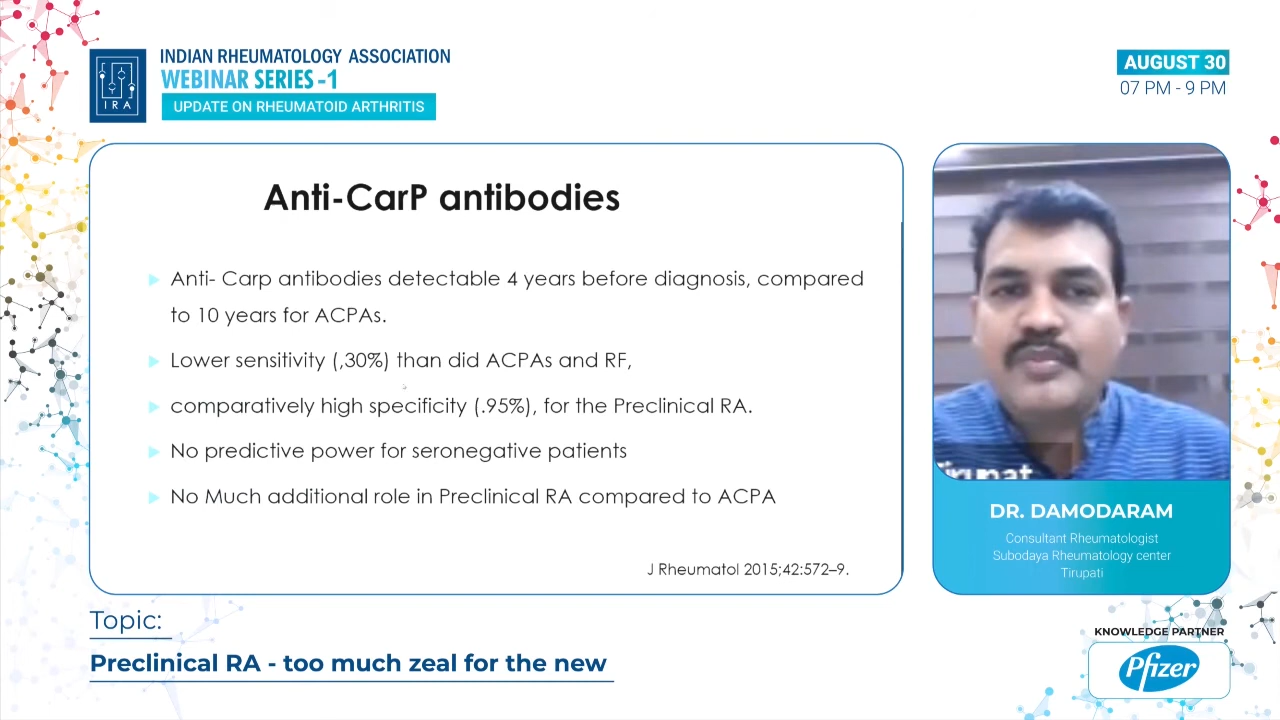 INDIAN RHEUMATOLOGY ASSOCIATION
WEBINAR SERIES -1
UPDATE ON RHEUMATOID ARTHRITIS
IRA
AUGUST 30
07 PM - 9 PM
Anti-CarP antibodies
Anti- Carp antibodies detectable 4 years before diagnosis, compared
to 10 years for ACPAs.
Lower sensitivity (,30%) than did ACPAs and RF,
comparatively high specificity (.95%), for the Preclinical RA.
No predictive power for seronegative patients
No Much additional role in Preclinical RA compared to ACPA
J Rheumatol 2015;42:572–9.
DR. DAMODARAM
Consultant Rheumatologist
Subodaya Rheumatology center
Tirupati
Topic:
Preclinical RA - too much zeal for the new
KNOWLEDGE PARTNER
Pfizer